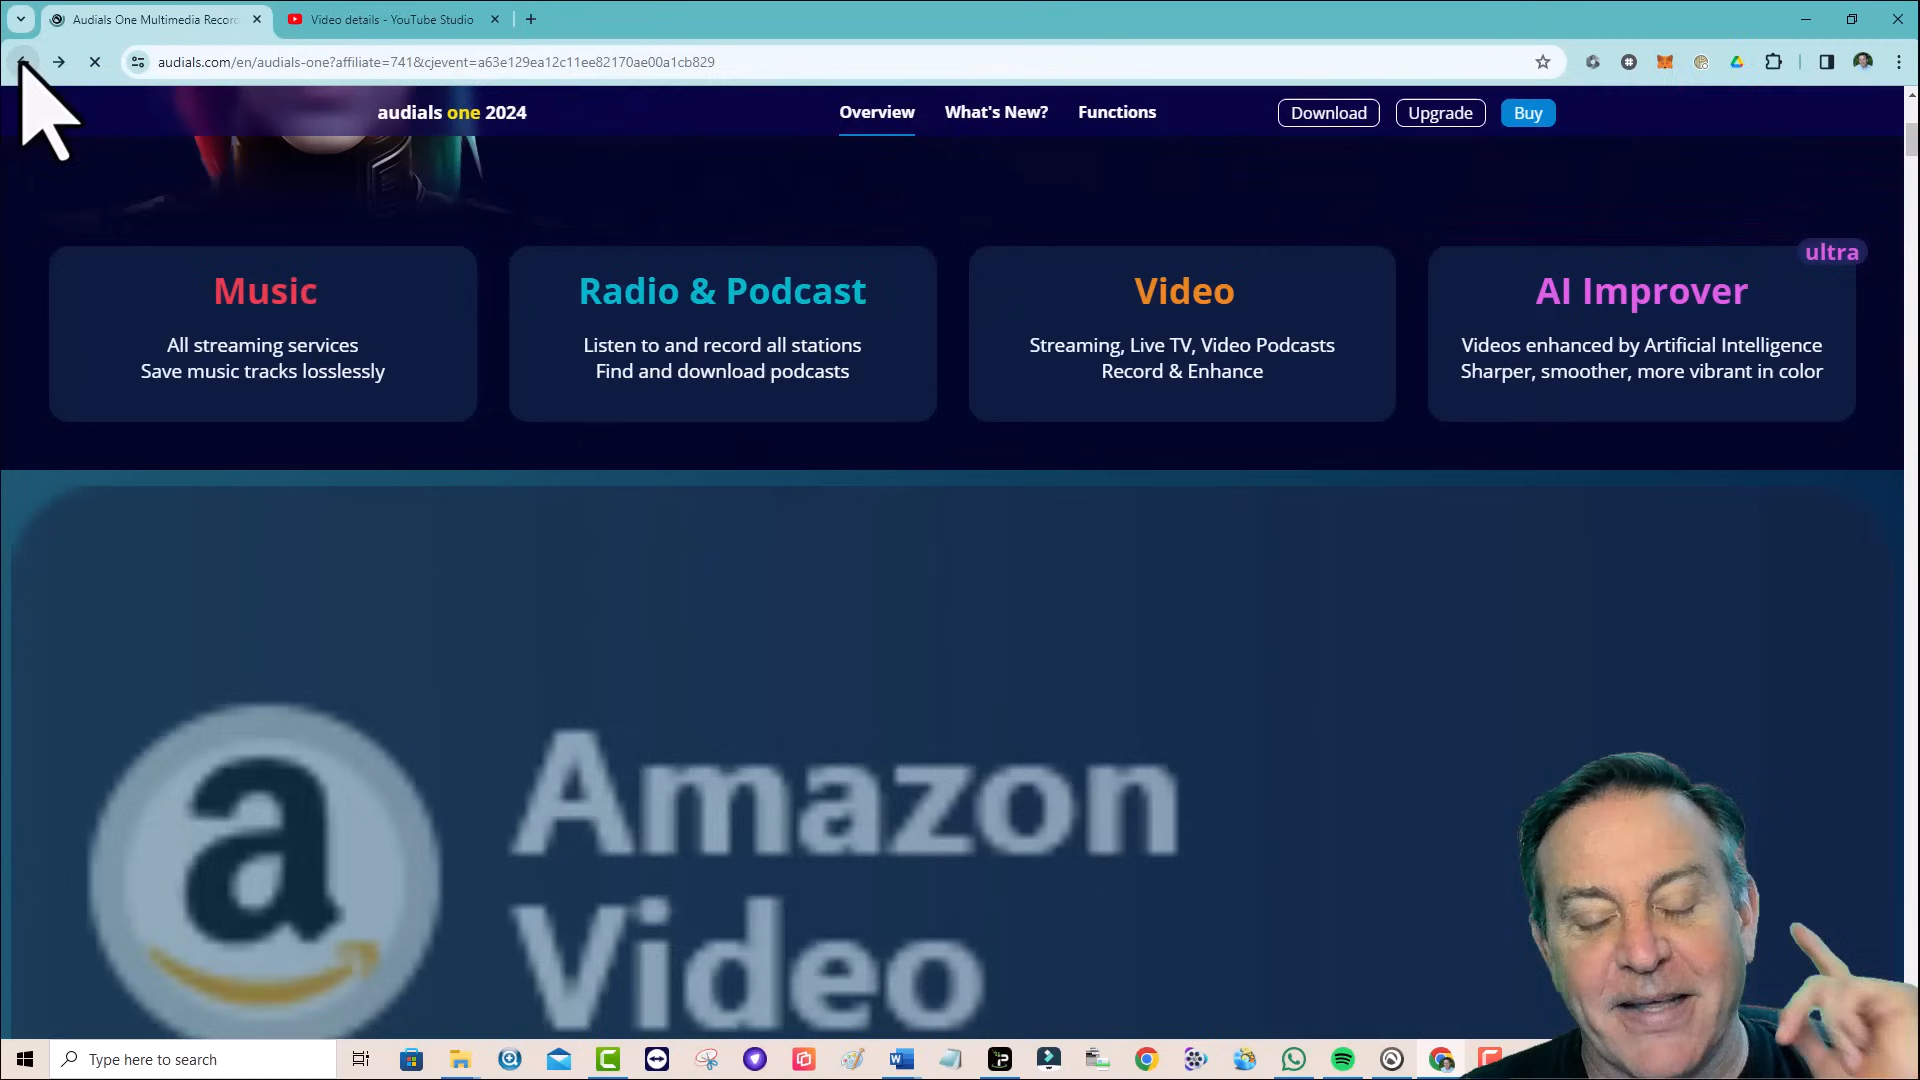 Audials One Multimedia Recor
Video details - YouTube Studio
audials.com/en/audials-one?affiliate=741&cjevent=a63e129ea12c11ee82170ae00a1cb829
audials one 2024
Overview
What's New?
Functions
Download
Upgrade
Buy
ultra
Music
All streaming services
Save music tracks losslessly
Radio & Podcast
Listen to and record all stations
Find and download podcasts
Video
Streaming, Live TV, Video Podcasts
Record & Enhance
AI Improver
Videos enhanced by Artificial Intelligence
Sharper, smoother, more vibrant in color
a
Amazon
Video
Type here to search